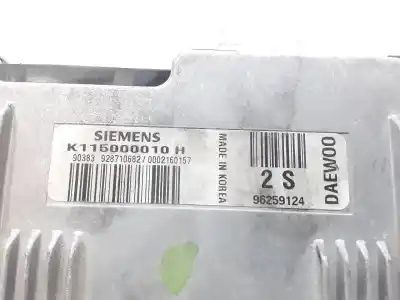 SIEMENS
K115000010 H
90383 928710682 / 0002160157
MADE IN KOREA
2 S
96259124
DAEWOO